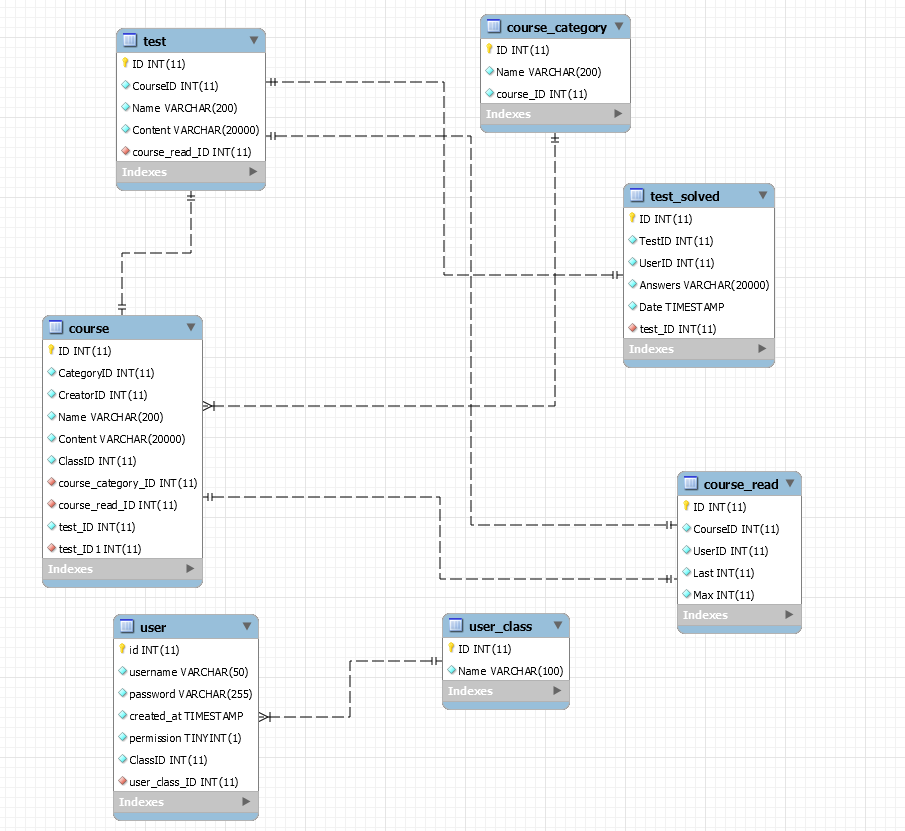 test
ID INT(11)
CourseID INT(11)
Name VARCHAR(200)
Content VARCHAR(20000)
course_read_ID INT(11)
Indexes
course_category
ID INT(11)
Name VARCHAR(200)
course_ID INT(11)
Indexes
test_solved
ID INT(11)
TestID INT(11)
UserID INT(11)
Answers VARCHAR(20000)
Date TIMESTAMP
test_ID INT(11)
Indexes
course
ID INT(11)
CategoryID INT(11)
CreatorID INT(11)
Name VARCHAR(200)
Content VARCHAR(20000)
ClassID INT(11)
course_category_ID INT(11)
course_read_ID INT(11)
test_ID INT(11)
test_ID1 INT(11)
Indexes
course_read
ID INT(11)
CourseID INT(11)
UserID INT(11)
Last INT(11)
Max INT(11)
Indexes
user
id INT(11)
username VARCHAR(50)
password VARCHAR(255)
created_at TIMESTAMP
permission TINYINT(1)
ClassID INT(11)
user_class_ID INT(11)
Indexes
user_class
ID INT(11)
Name VARCHAR(100)
Indexes